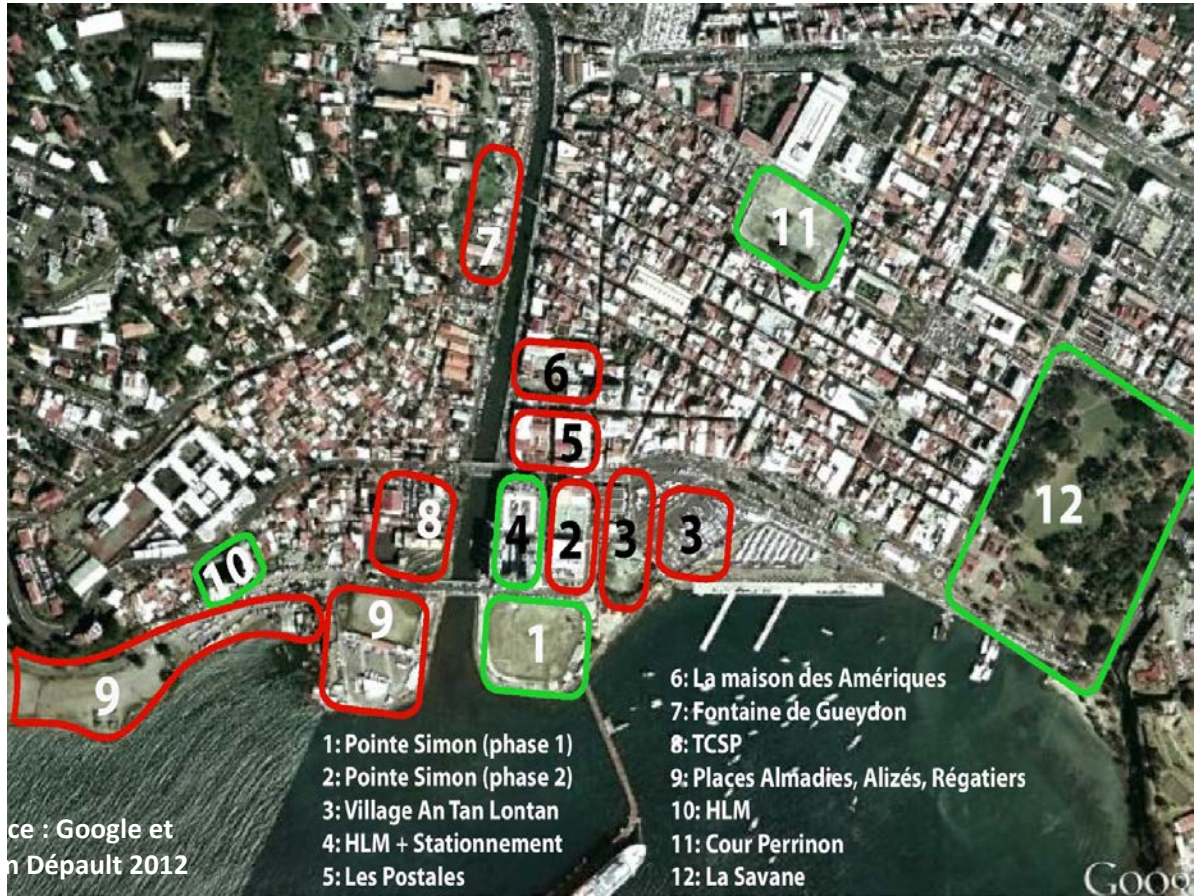 7
11
6
5
12
8
4
2
3
3
10
9
1
9
6: La maison des Amériques
7: Fontaine de Gueydon
1: Pointe Simon (phase 1)
8: TCSP
2: Pointe Simon (phase 2)
9: Places Almadies, Alizés, Régatiers
3: Village An Tan Lontan
10: HLM
ce : Google et
4: HLM + Stationnement
11: Cour Perrinon
Dépault 2012
5: Les Postales
12: La Savane
Goo